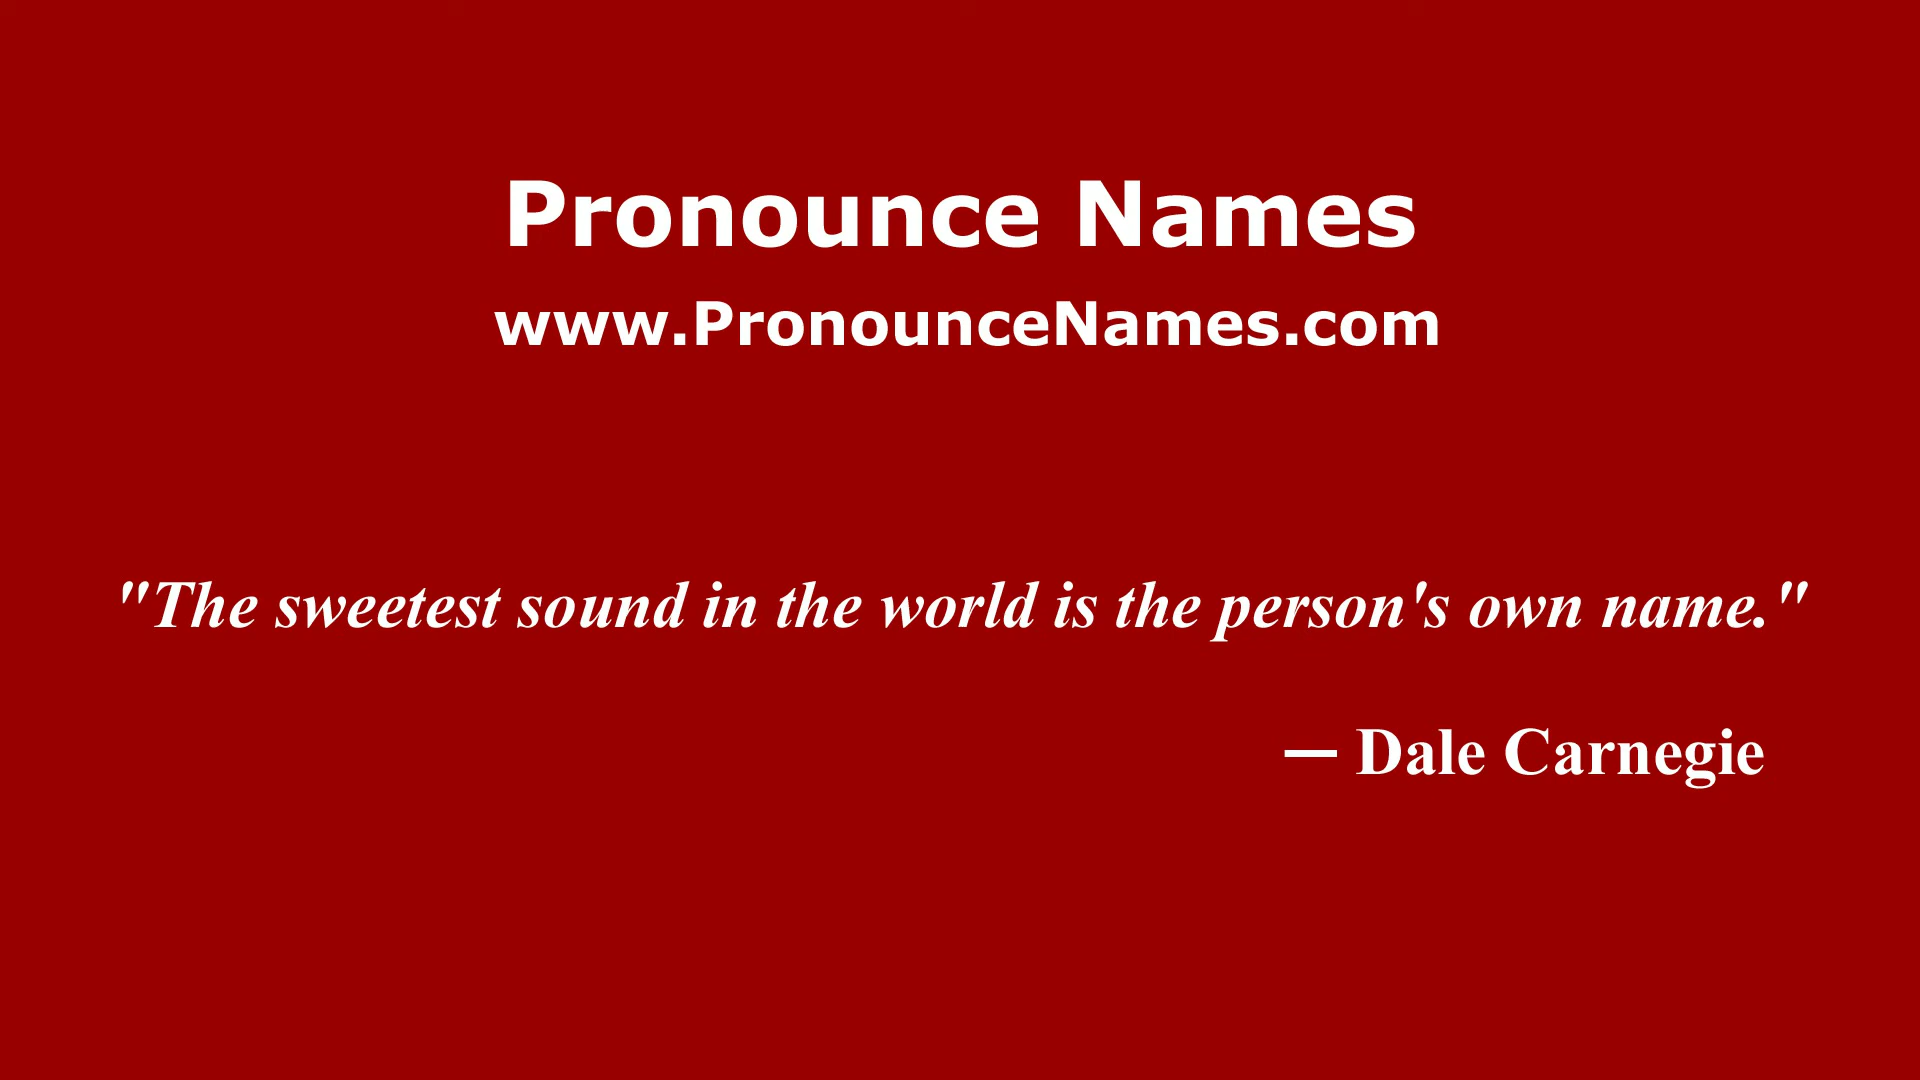 Pronounce Names
www.PronounceNames.com
"The sweetest sound in the world is the person's own name."
— Dale Carnegie